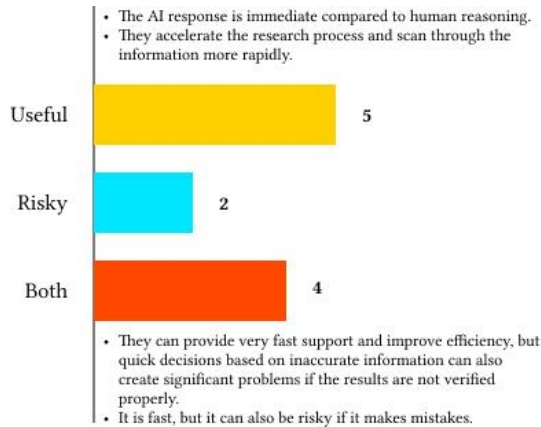 • The AI response is immediate compared to human reasoning.
• They accelerate the research process and scan through the
information more rapidly.
Useful
5
Risky
2
Both
4
• They can provide very fast support and improve efficiency, but
quick decisions based on inaccurate information can also
create significant problems if the results are not verified
properly.
• It is fast, but it can also be risky if it makes mistakes.